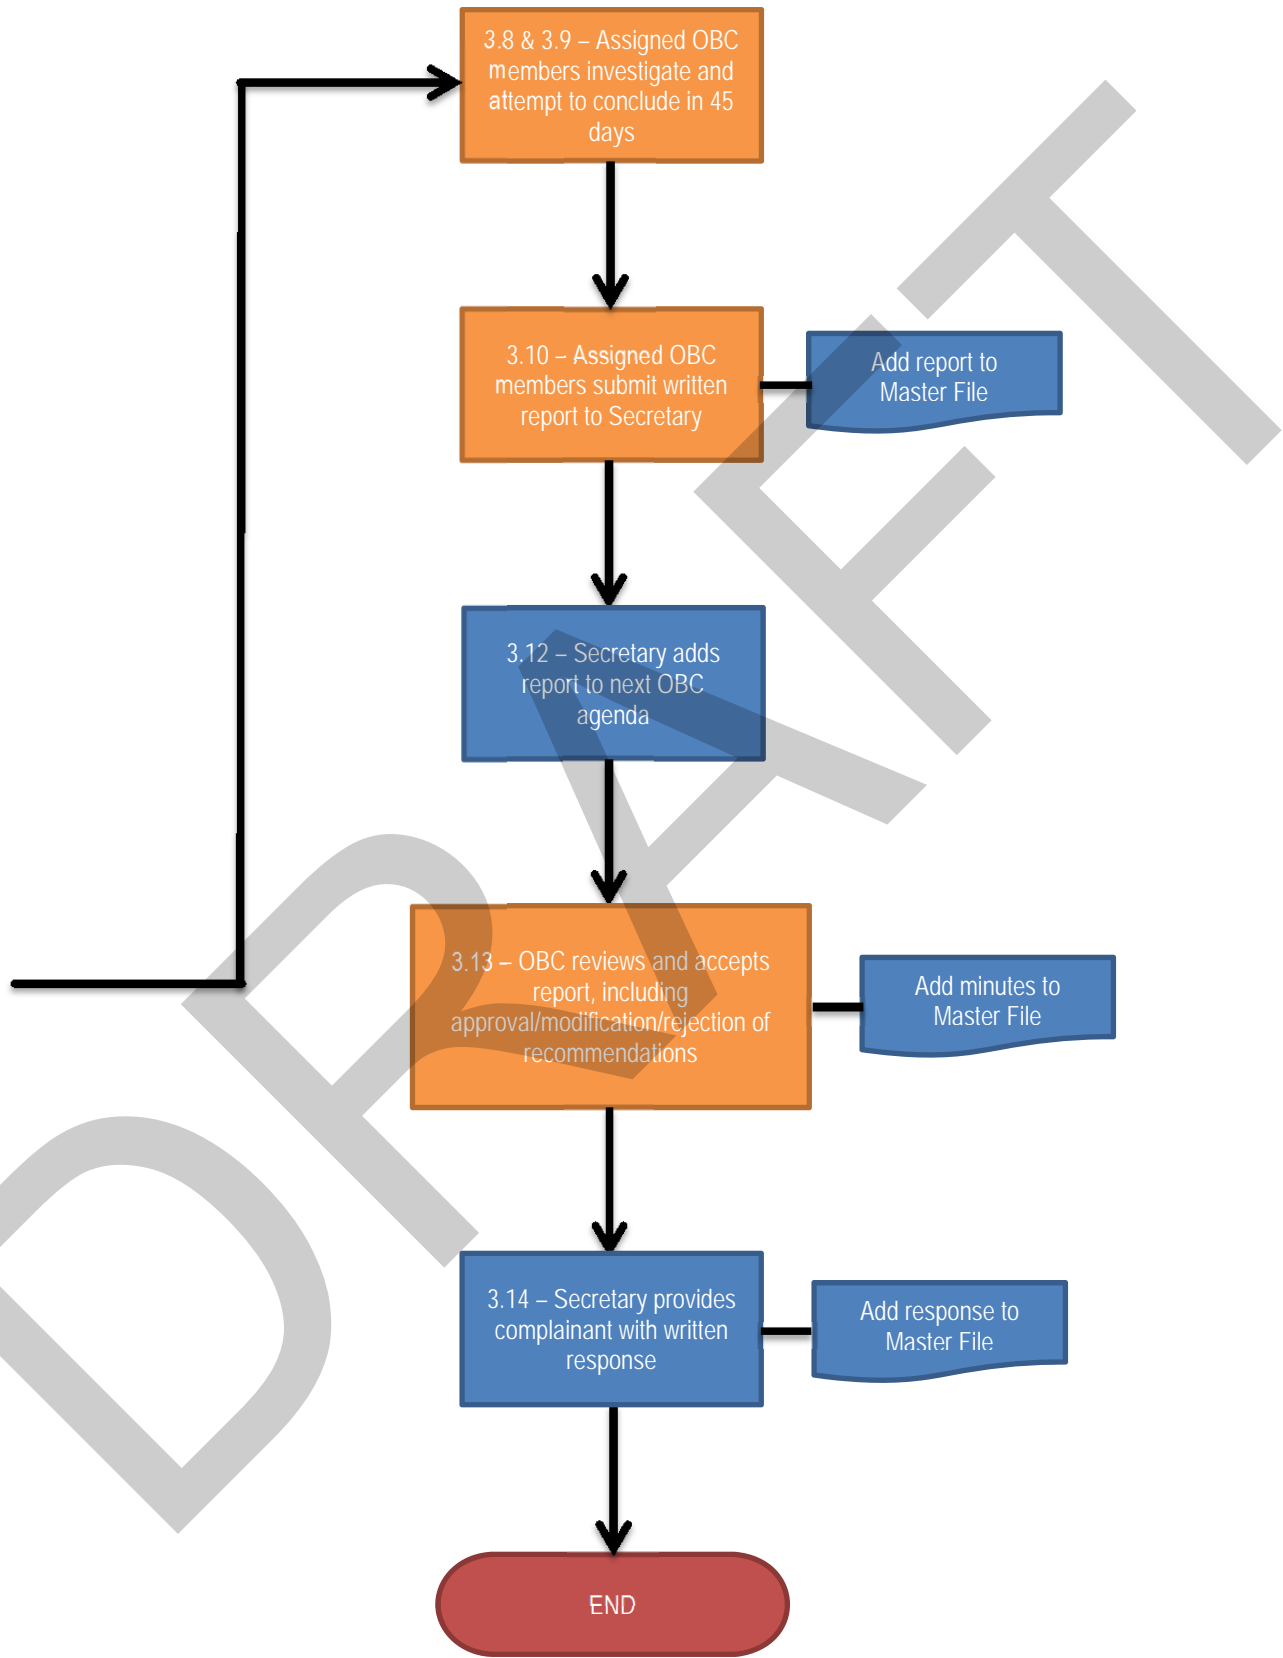 3.8 & 3.9 – Assigned OBC
members investigate and
attempt to conclude in 45
days
3.10 – Assigned OBC
members submit written
report to Secretary
Add report to
Master File
3.12 – Secretary adds
report to next OBC
agenda
3.13 – OBC reviews and accepts
report, including
approval/modification/rejection of
recommendations
Add minutes to
Master File
3.14 – Secretary provides
complainant with written
response
Add response to
Master File
END
DRAFT